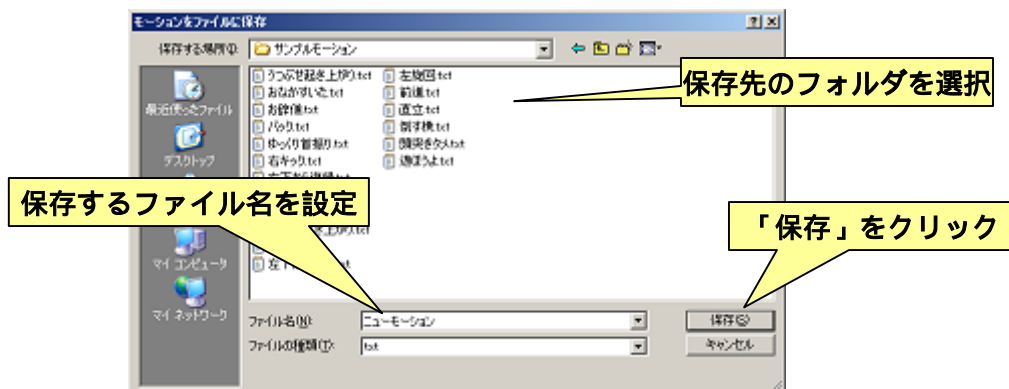 モーションをファイルに保存
保存する場所(I):
サンプルモーション
うつぶせ起き上がり.txt
おなかすいた.txt
お辞儀.txt
バック.txt
ゆっくり首振り.txt
右キック.txt
左旋回.txt
前進.txt
直立.txt
頭突き欠入.txt
遊ぼうよ.txt
最近使ったファイル
デスクトップ
マイ コンピュータ
マイ ネットワーク
保存先のフォルダを選択
保存するファイル名を設定
「保存」をクリック
ファイル名(N):
ニューモーション
保存(S)
ファイルの種類(T):
txt
キャンセル